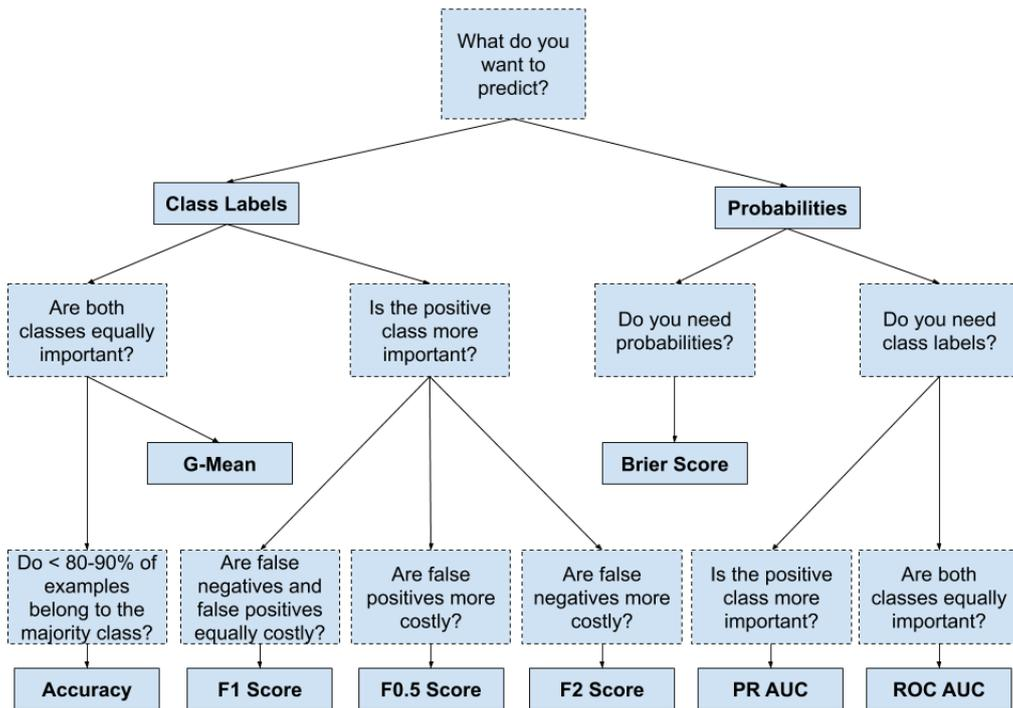 What do you
want to
predict?
Class Labels
Probabilities
Are both
classes equally
important?
Is the positive
class more
important?
Do you need
probabilities?
Do you need
class labels?
G-Mean
Brier Score
Do < 80-90% of
examples
belong to the
majority class?
Are false
negatives and
false positives
equally costly?
Are false
positives more
costly?
Are false
negatives more
costly?
Is the positive
class more
important?
Are both
classes equally
important?
Accuracy
F1 Score
F0.5 Score
F2 Score
PR AUC
ROC AUC